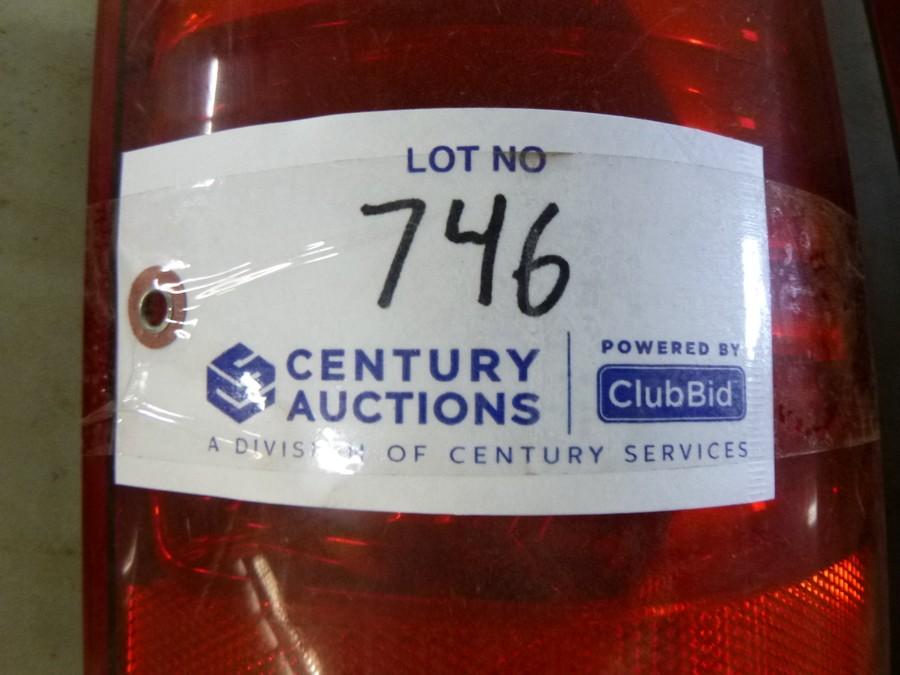 LOT NO
746
CENTURY AUCTIONS
POWERED BY
ClubBid
A DIVISION OF CENTURY SERVICES